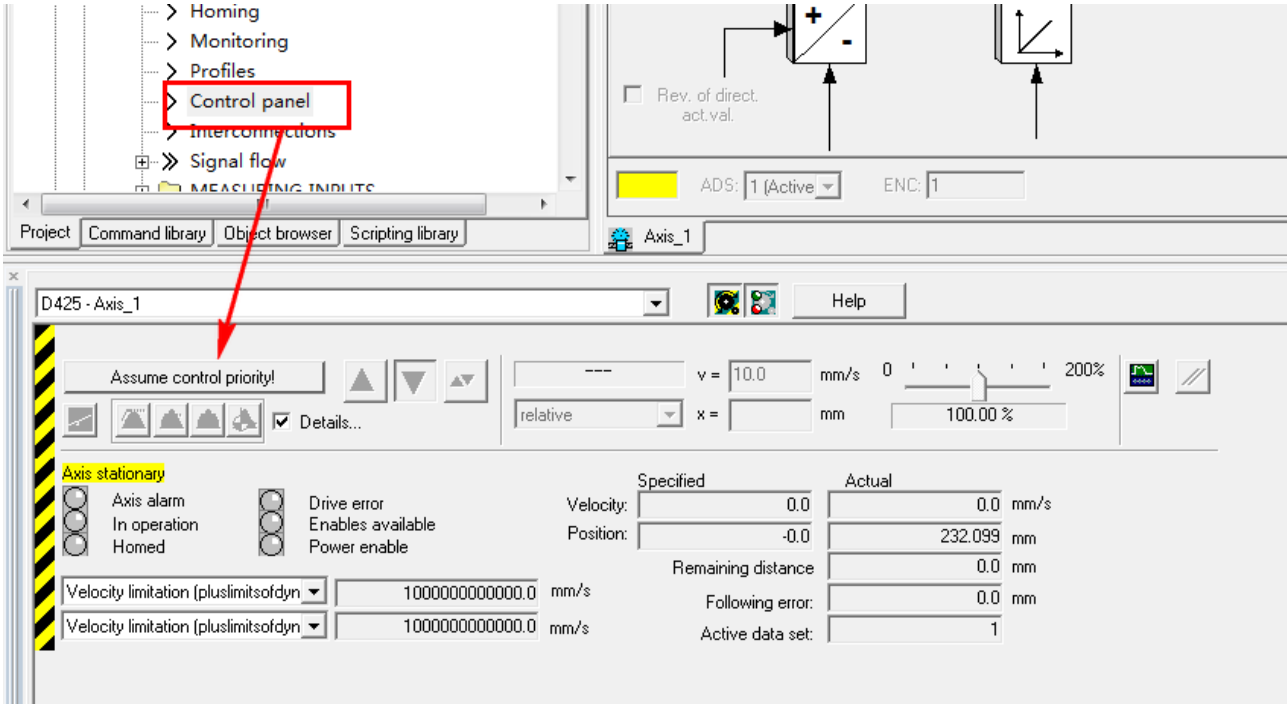 Homing
Monitoring
Profiles
Control panel
Interconnections
Signal flow
MEASURING INPUTS
Project Command library Object browser Scripting library
+
-
Rev. of direct.
act.val.
ADS: 1 (Active ENC: 1
Axis_1
D425 - Axis_1 Help
Assume control priority! --- v = 10.0 mm/s 0 200%
Details... relative x = mm 100.00 %
Axis stationary
Specified Actual
Axis alarm Drive error Velocity: 0.0 0.0 mm/s
In operation Enables available
Homed Power enable Position: -0.0 232.099 mm
Remaining distance 0.0 mm
Velocity limitation (pluslimitsofdyn 1000000000000.0 mm/s
Following error: 0.0 mm
Velocity limitation (pluslimitsofdyn 1000000000000.0 mm/s
Active data set: 1